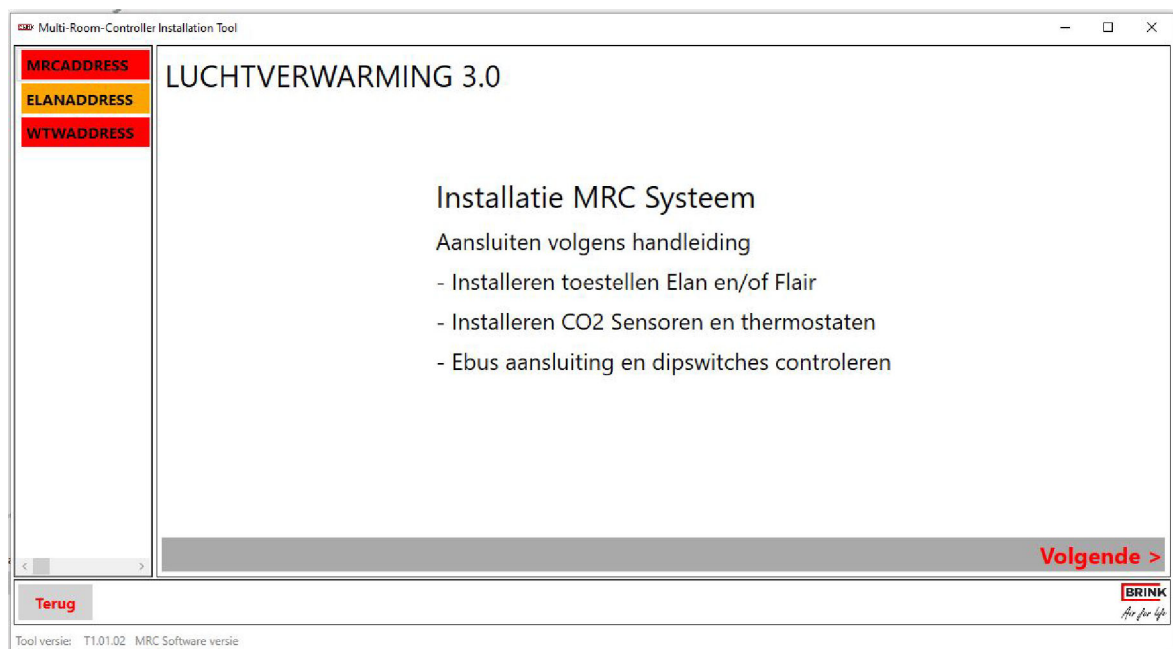 Multi-Room-Controller Installation Tool
MRCADDRESS
ELANADDRESS
WTWADDRESS
LUCHTVERWARMING 3.0
Installatie MRC Systeem
Aansluiten volgens handleiding
- Installeren toestellen Elan en/of Flair
- Installeren CO2 Sensoren en thermostaten
- Ebus aansluiting en dipswitches controleren
Volgende >
Terug
BRINK
Air for life
Tool versie: T1.01.02 MRC Software versie